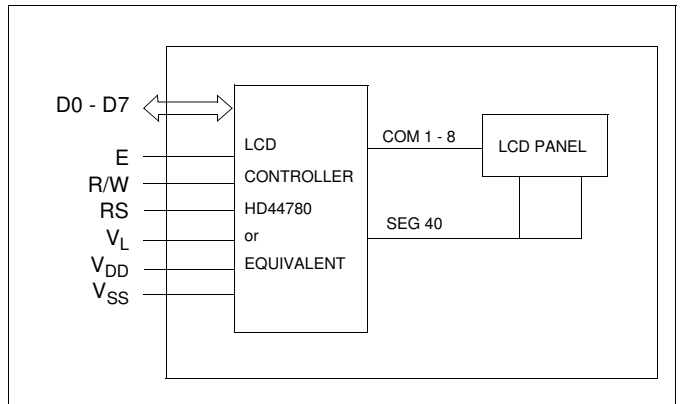 D0 - D7
E
R/W
RS
VL
VDD
VSS
LCD
CONTROLLER
HD44780
or
EQUIVALENT
COM 1 - 8
SEG 40
LCD PANEL